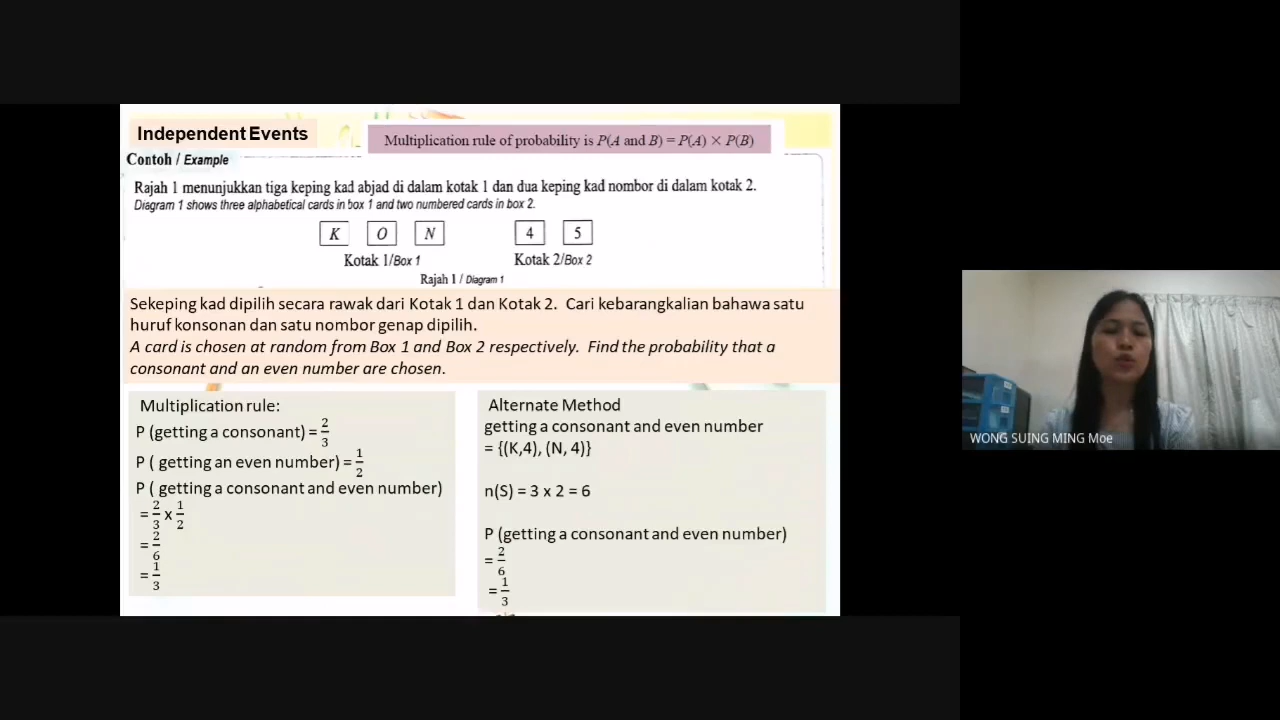 Independent Events
Multiplication rule of probability is P(A and B) = P(A) × P(B)
Contoh / Example
Rajah 1 menunjukkan tiga keping kad abjad di dalam kotak 1 dan dua keping kad nombor di dalam kotak 2.
Diagram 1 shows three alphabetical cards in box 1 and two numbered cards in box 2.
K O N 4 5
Kotak 1/Box 1 Kotak 2/Box 2
Rajah 1 / Diagram 1
Sekeping kad dipilih secara rawak dari Kotak 1 dan Kotak 2. Cari kebarangkalian bahawa satu
huruf konsonan dan satu nombor genap dipilih.
A card is chosen at random from Box 1 and Box 2 respectively. Find the probability that a
consonant and an even number are chosen.
Multiplication rule:
P (getting a consonant) = 2/3
P ( getting an even number) = 1/2
P ( getting a consonant and even number)
= 2/3 x 1/2
= 2/6
= 1/3
Alternate Method
getting a consonant and even number
= {(K,4), (N, 4)}
n(S) = 3 x 2 = 6
P (getting a consonant and even number)
= 2/6
= 1/3
WONG SUING MING Moe